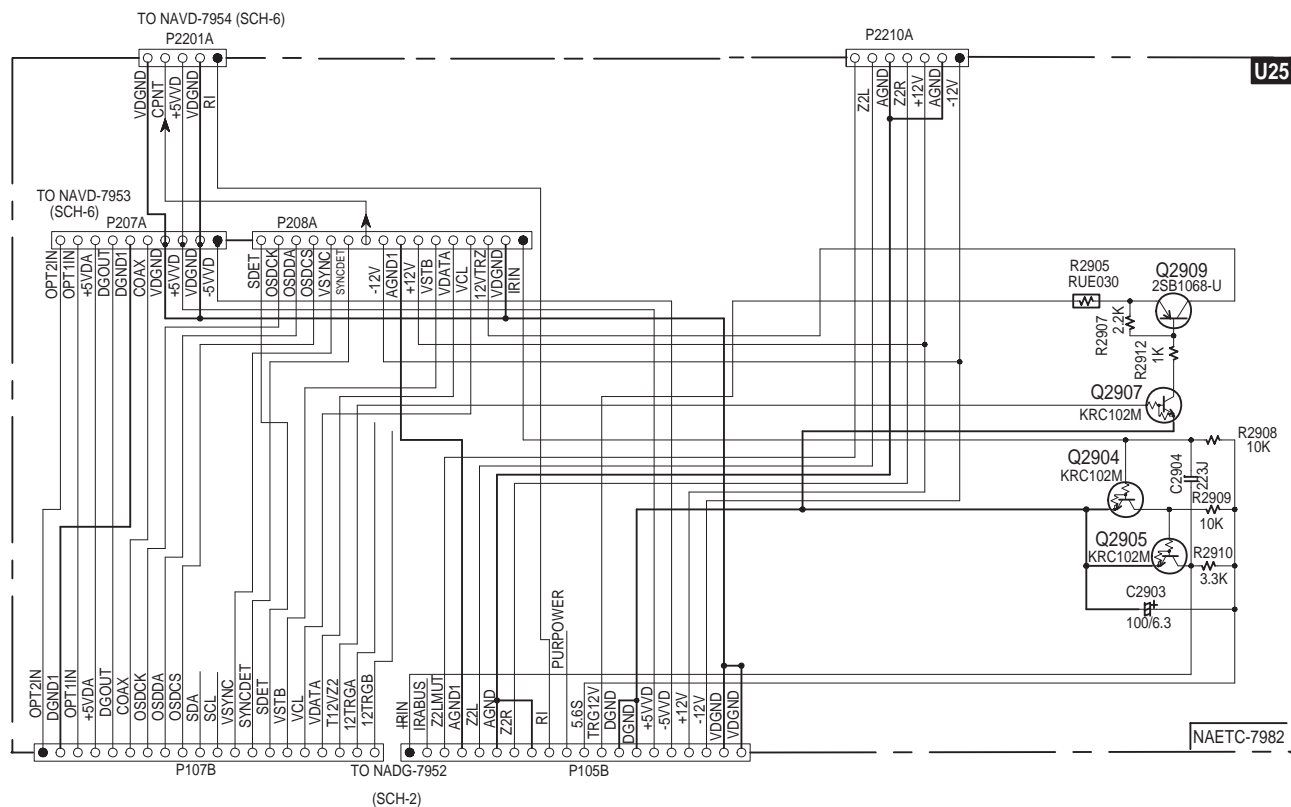 TO NAVD-7954 (SCH-6)
P2201A
P2210A
U25
VDGND
CPNT
+5VVD
VDGND
RI
Z2L
AGND
Z2R
+12V
AGND
-12V
TO NAVD-7953
(SCH-6)
P207A
P208A
OPT2IN
OPT1IN
+5VDA
DGOUT
DGND1
COAX
VDGND
+5VVD
VDGND
-5VVD
SDET
OSDCK
OSDDA
OSDCS
VSYNC
SYNCDET
-12V
AGND1
+12V
VSTB
VDATA
VCL
12VTRZ
VDGND
IRIN
R2905
RUE030
Q2909
2SB1068-U
R2907
2.2K
R2912
1K
Q2907
KRC102M
R2908
10K
Q2904
KRC102M
C2904
223J
R2909
10K
Q2905
KRC102M
R2910
3.3K
C2903
+
100/6.3
OPT2IN
DGND1
OPT1IN
+5VDA
DGOUT
COAX
OSDCK
OSDDA
OSDCS
SDA
SCL
VSYNC
SYNCDET
SDET
VSTB
VCL
VDATA
T12VZ2
12TRGA
12TRGB
IRIN
IRABUS
Z2LMUT
AGND1
Z2L
AGND
Z2R
RI
PURPOWER
5.6S
TRG12V
DGND
DGND
+5VVD
-5VVD
+12V
-12V
VDGND
VDGND
NAETC-7982
P107B
TO NADG-7952
(SCH-2)
P105B